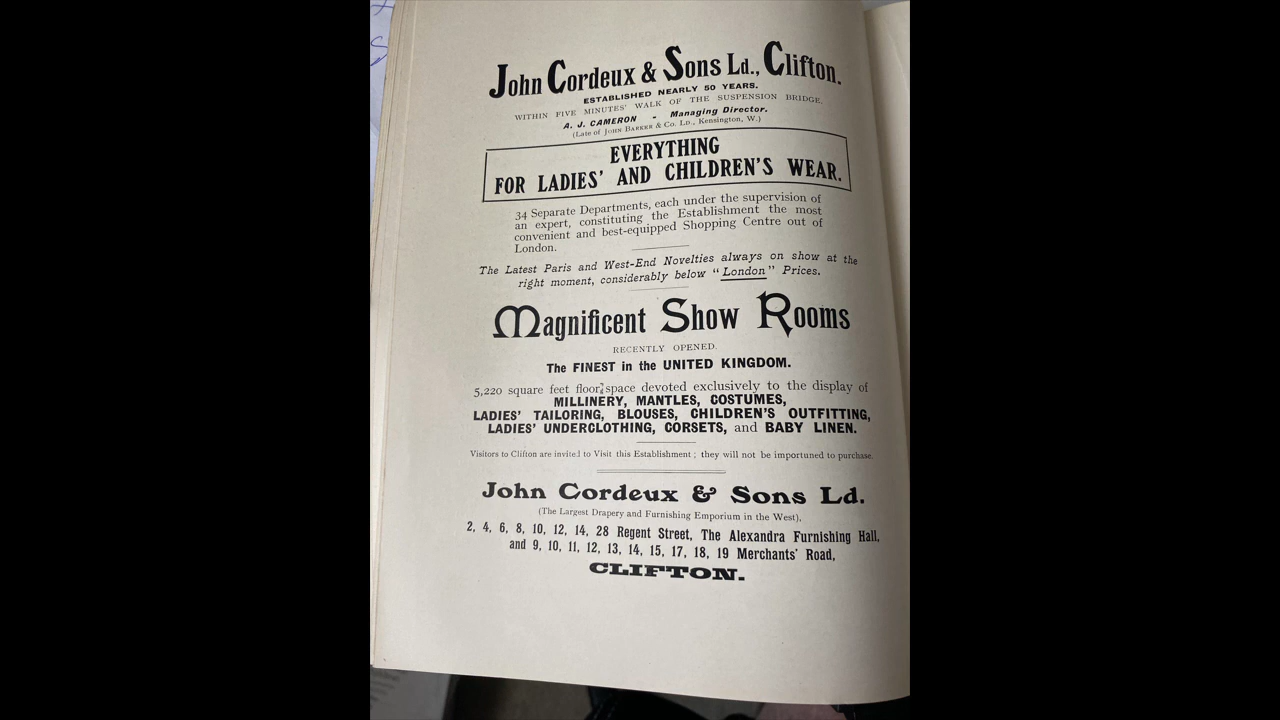 John Cordeux & Sons Ld., Clifton.
ESTABLISHED NEARLY 50 YEARS.
WITHIN FIVE MINUTES' WALK OF THE SUSPENSION BRIDGE.
A. J. CAMERON - Managing Director.
(Late of JOHN BARKER & Co. LD., Kensington, W.)
EVERYTHING
FOR LADIES' AND CHILDREN'S WEAR.
34 Separate Departments, each under the supervision of
an expert, constituting the Establishment the most
convenient and best-equipped Shopping Centre out of
London.
The Latest Paris and West-End Novelties always on show at the
right moment, considerably below "London" Prices.
Magnificent Show Rooms
RECENTLY OPENED.
The FINEST in the UNITED KINGDOM.
5,220 square feet floor space devoted exclusively to the display of
MILLINERY, MANTLES, COSTUMES,
LADIES' TAILORING, BLOUSES, CHILDREN'S OUTFITTING,
LADIES' UNDERCLOTHING, CORSETS, and BABY LINEN.
Visitors to Clifton are invited to Visit this Establishment; they will not be importuned to purchase.
John Cordeux & Sons Ld.
(The Largest Drapery and Furnishing Emporium in the West),
2, 4, 6, 8, 10, 12, 14, 28 Regent Street, The Alexandra Furnishing Hall,
and 9, 10, 11, 12, 13, 14, 15, 17, 18, 19 Merchants' Road,
CLIFTON.